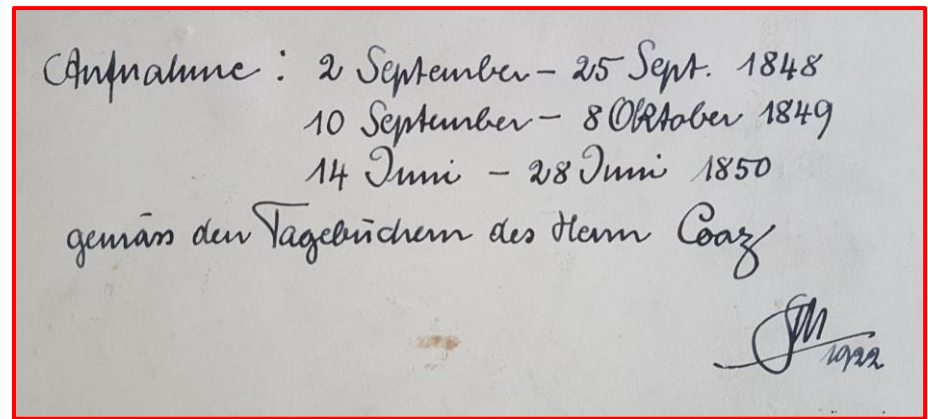 Aufnahme : 2 September – 25 Sept. 1848
10 September – 8 Oktober 1849
14 Juni – 28 Juni 1850
gemäss den Tagebüchern des Herrn Coaz
1922